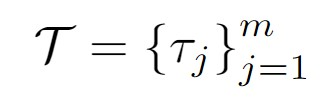 𝒯 = {τ_j}_{j=1}^m